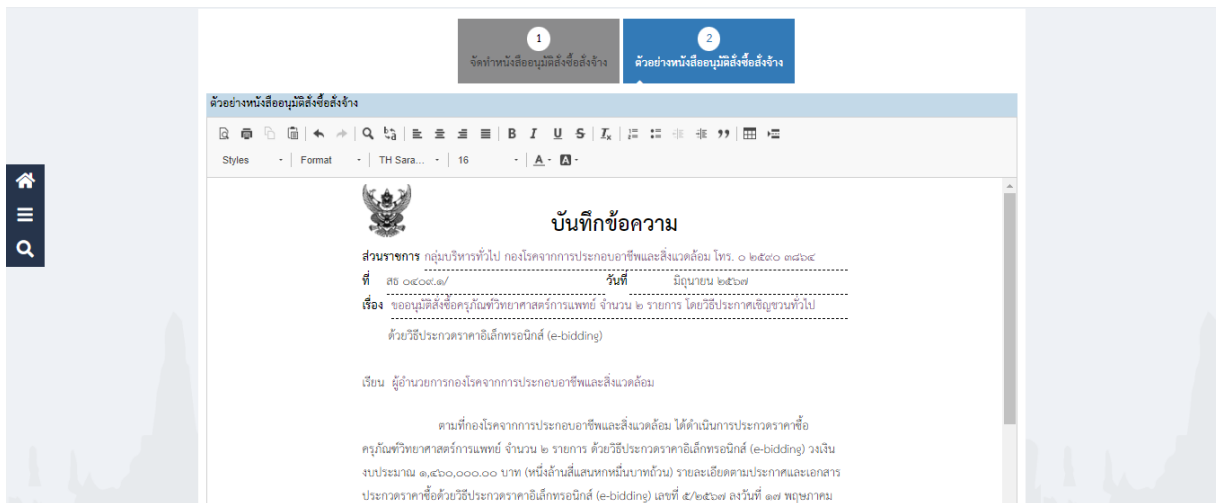 1
จัดทำหนังสืออนุมัติสั่งซื้อสั่งจ้าง
2
ตัวอย่างหนังสืออนุมัติสั่งซื้อสั่งจ้าง
ตัวอย่างหนังสืออนุมัติสั่งซื้อสั่งจ้าง
B I U S Ix
Styles Format TH Sara... 16 A A
บันทึกข้อความ
ส่วนราชการ กลุ่มบริหารทั่วไป กองโรคจากการประกอบอาชีพและสิ่งแวดล้อม โทร. ๐ ๒๕๙๐ ๓๘๖๔
ที่ สธ ๐๔๐๙.๑/ วันที่ มิถุนายน ๒๕๖๗
เรื่อง ขออนุมัติสั่งซื้อครุภัณฑ์วิทยาศาสตร์การแพทย์ จำนวน ๒ รายการ โดยวิธีประกาศเชิญชวนทั่วไป
ด้วยวิธีประกวดราคาอิเล็กทรอนิกส์ (e-bidding)
เรียน ผู้อำนวยการกองโรคจากการประกอบอาชีพและสิ่งแวดล้อม
ตามที่กองโรคจากการประกอบอาชีพและสิ่งแวดล้อม ได้ดำเนินการประกวดราคาซื้อ
ครุภัณฑ์วิทยาศาสตร์การแพทย์ จำนวน ๒ รายการ ด้วยวิธีประกวดราคาอิเล็กทรอนิกส์ (e-bidding) วงเงิน
งบประมาณ ๑,๔๖๐,๐๐๐.๐๐ บาท (หนึ่งล้านสี่แสนหกหมื่นบาทถ้วน) รายละเอียดตามประกาศและเอกสาร
ประกวดราคาซื้อด้วยวิธีประกวดราคาอิเล็กทรอนิกส์ (e-bidding) เลขที่ ๕/๒๕๖๗ ลงวันที่ ๑๗ พฤษภาคม